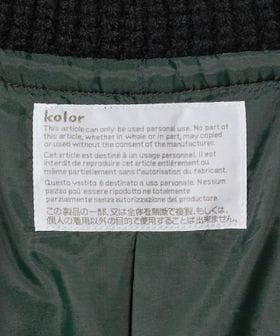 kolor
This article can only be used personal use. No part of
this article, whether in whole or in part, may copied
or used without the consent of the manufacturer.
Cet article est destiné à un usage personnel. Il est
interdit de reproduire cet article entièrement ou
même partiellement sans l'autorisation du fabricant.
Questo vestito è destinato a uso personale. Nessun
pezzo può essere ripodotto ne totalmente
parzialmente senza autorizzazione del productore.
この製品の一部、又は全体を無断で複製、もしくは、
個人の着用以外の目的で使用することは出来ません。